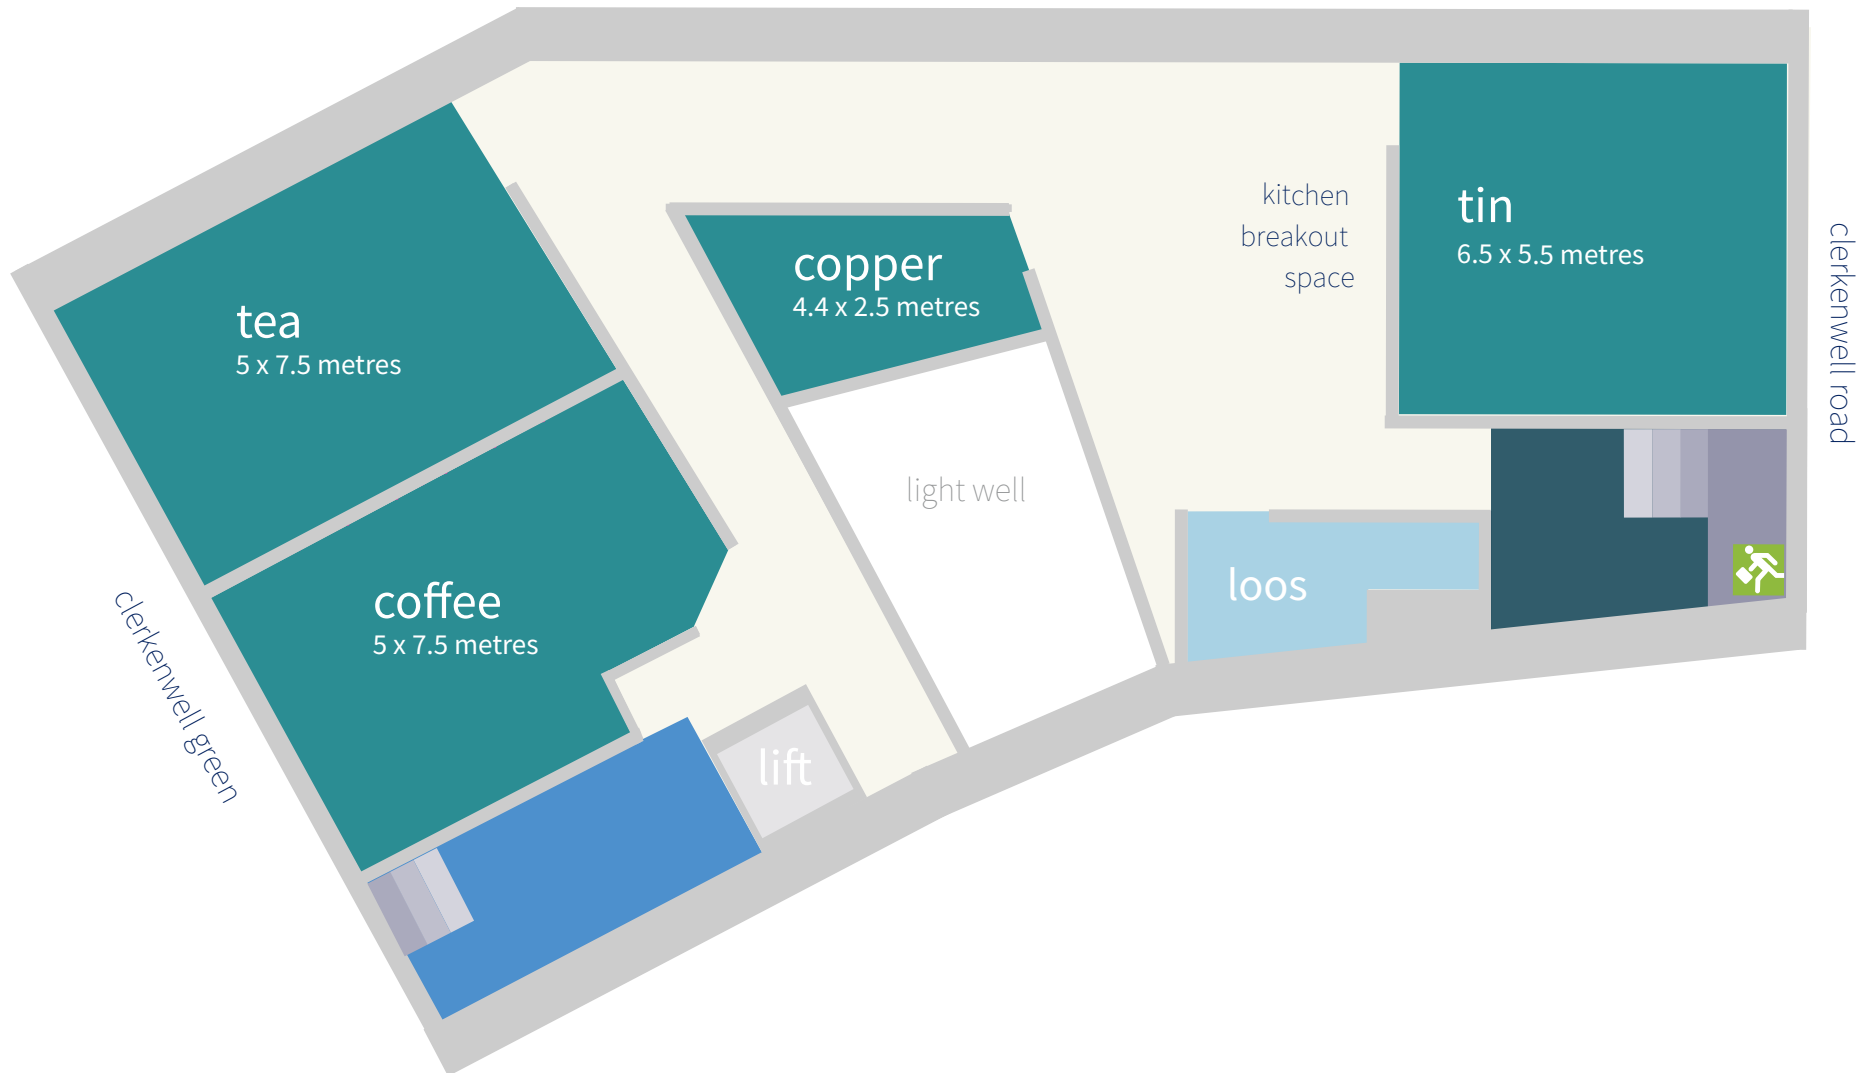 tea
5 x 7.5 metres
coffee
5 x 7.5 metres
clerkenwell green
copper
4.4 x 2.5 metres
light well
lift
kitchen
breakout
space
loos
tin
6.5 x 5.5 metres
clerkenwell road